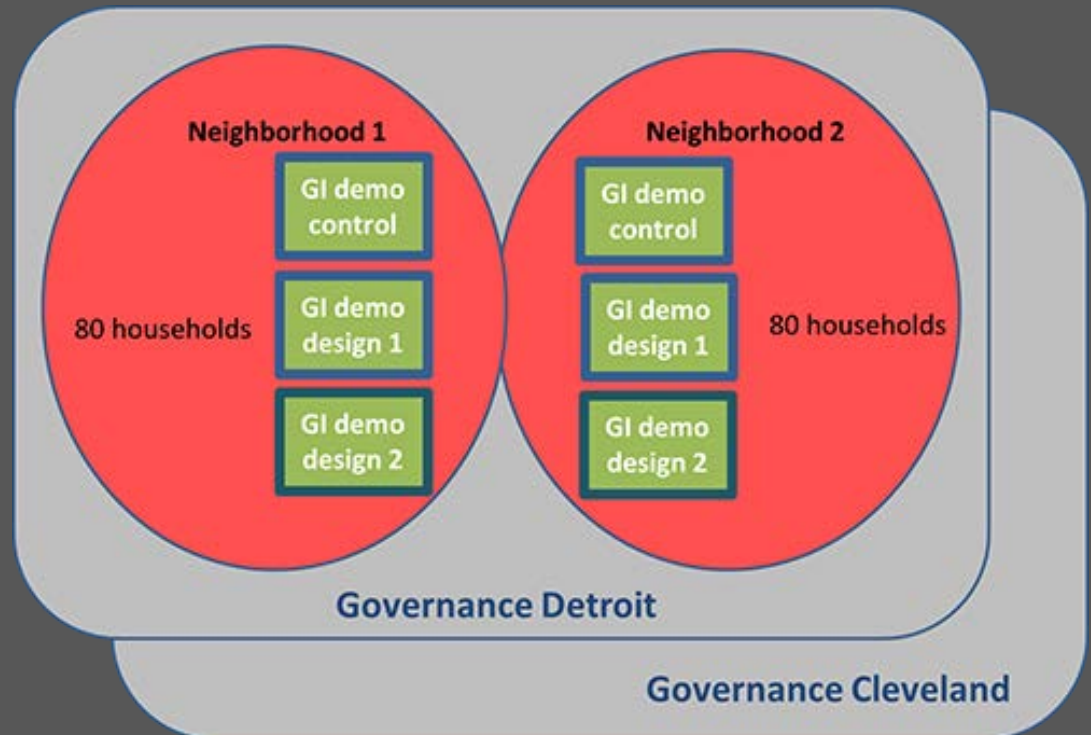 Neighborhood 1
GI demo
control
GI demo
design 1
GI demo
design 2
80 households
Neighborhood 2
GI demo
control
GI demo
design 1
GI demo
design 2
80 households
Governance Detroit
Governance Cleveland